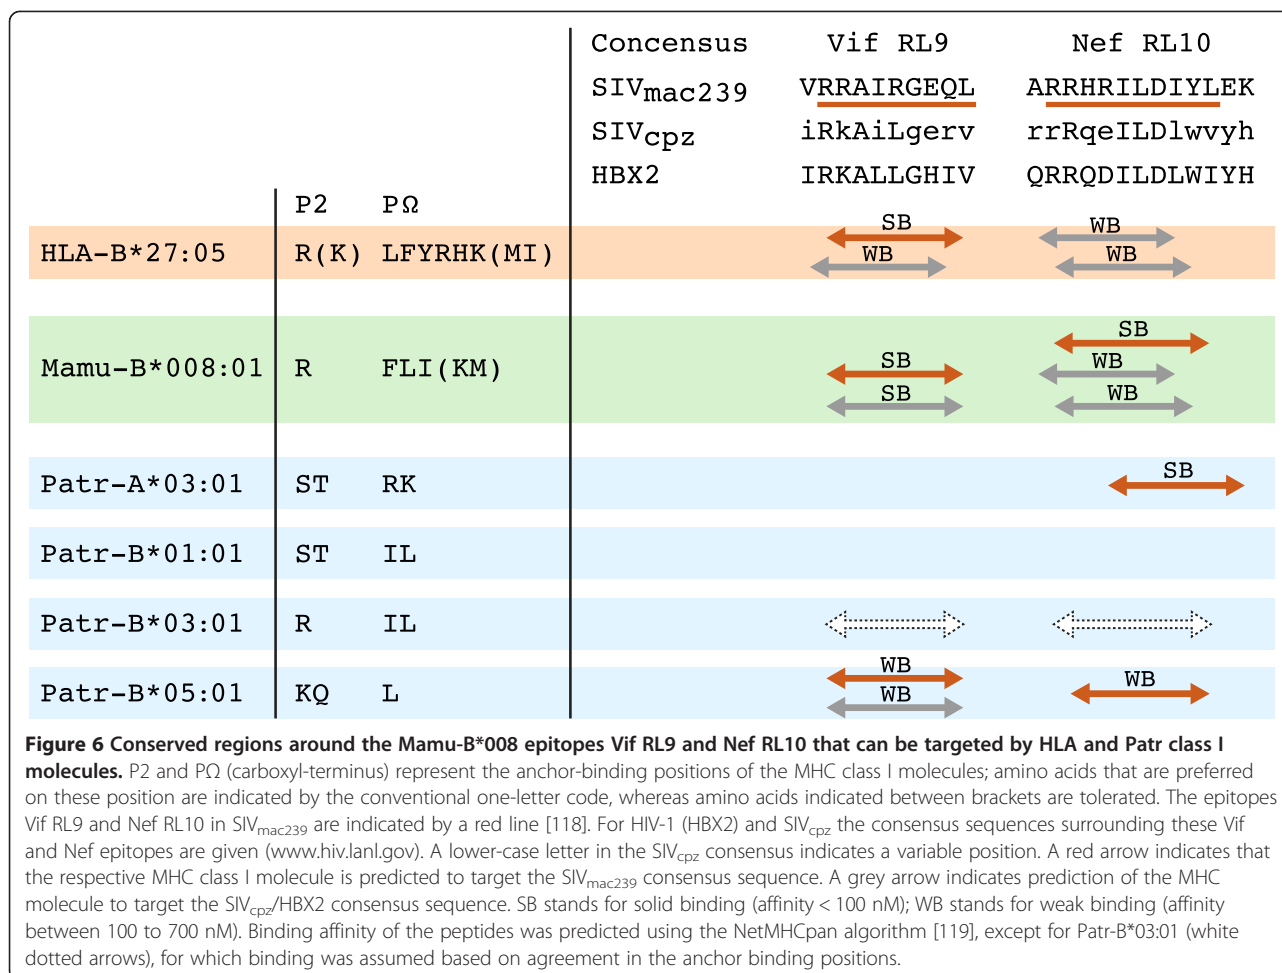 Concensus Vif RL9 Nef RL10
SIVmac239 VRRAIRGEQL ARRHRILDIYLEK
SIVcpz iRkAiLgerv rrRqeILDlwvyh
HBX2 IRKALLGHIV QRRQDILDLWIYH
P2 PΩ
HLA-B*27:05 R(K) LFYRHK(MI) SB WB WB WB
Mamu-B*008:01 R FLI(KM) SB SB SB WB WB
Patr-A*03:01 ST RK SB
Patr-B*01:01 ST IL
Patr-B*03:01 R IL
Patr-B*05:01 KQ L WB WB WB
Figure 6 Conserved regions around the Mamu-B*008 epitopes Vif RL9 and Nef RL10 that can be targeted by HLA and Patr class I
molecules. P2 and PΩ (carboxyl-terminus) represent the anchor-binding positions of the MHC class I molecules; amino acids that are preferred
on these position are indicated by the conventional one-letter code, whereas amino acids indicated between brackets are tolerated. The epitopes
Vif RL9 and Nef RL10 in SIVmac239 are indicated by a red line [118]. For HIV-1 (HBX2) and SIVcpz the consensus sequences surrounding these Vif
and Nef epitopes are given (www.hiv.lanl.gov). A lower-case letter in the SIVcpz consensus indicates a variable position. A red arrow indicates that
the respective MHC class I molecule is predicted to target the SIVmac239 consensus sequence. A grey arrow indicates prediction of the MHC
molecule to target the SIVcpz/HBX2 consensus sequence. SB stands for solid binding (affinity < 100 nM); WB stands for weak binding (affinity
between 100 to 700 nM). Binding affinity of the peptides was predicted using the NetMHCpan algorithm [119], except for Patr-B*03:01 (white
dotted arrows), for which binding was assumed based on agreement in the anchor binding positions.